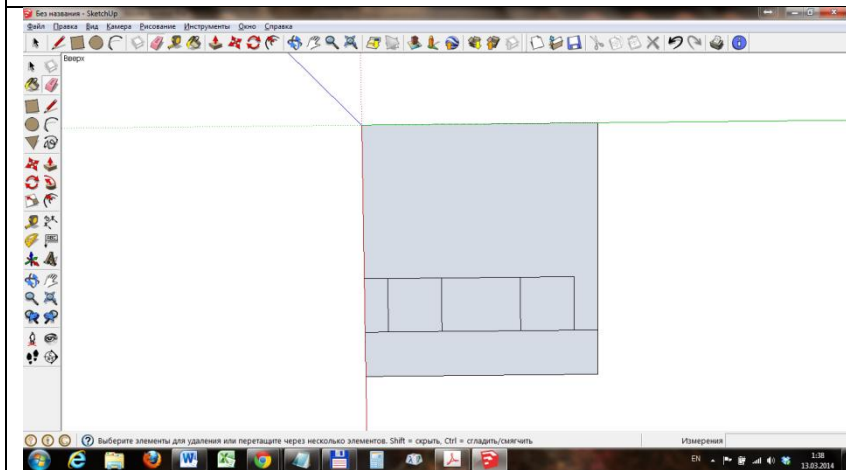 Без названия - SketchUp
Файл Правка Вид Камера Рисование Инструменты Окно Справка
Вверх
Выберите элементы для удаления или перетащите через несколько элементов. Shift = скрыть, Ctrl = сгладить/смягчить
Измерения
EN
1:38
13.03.2014